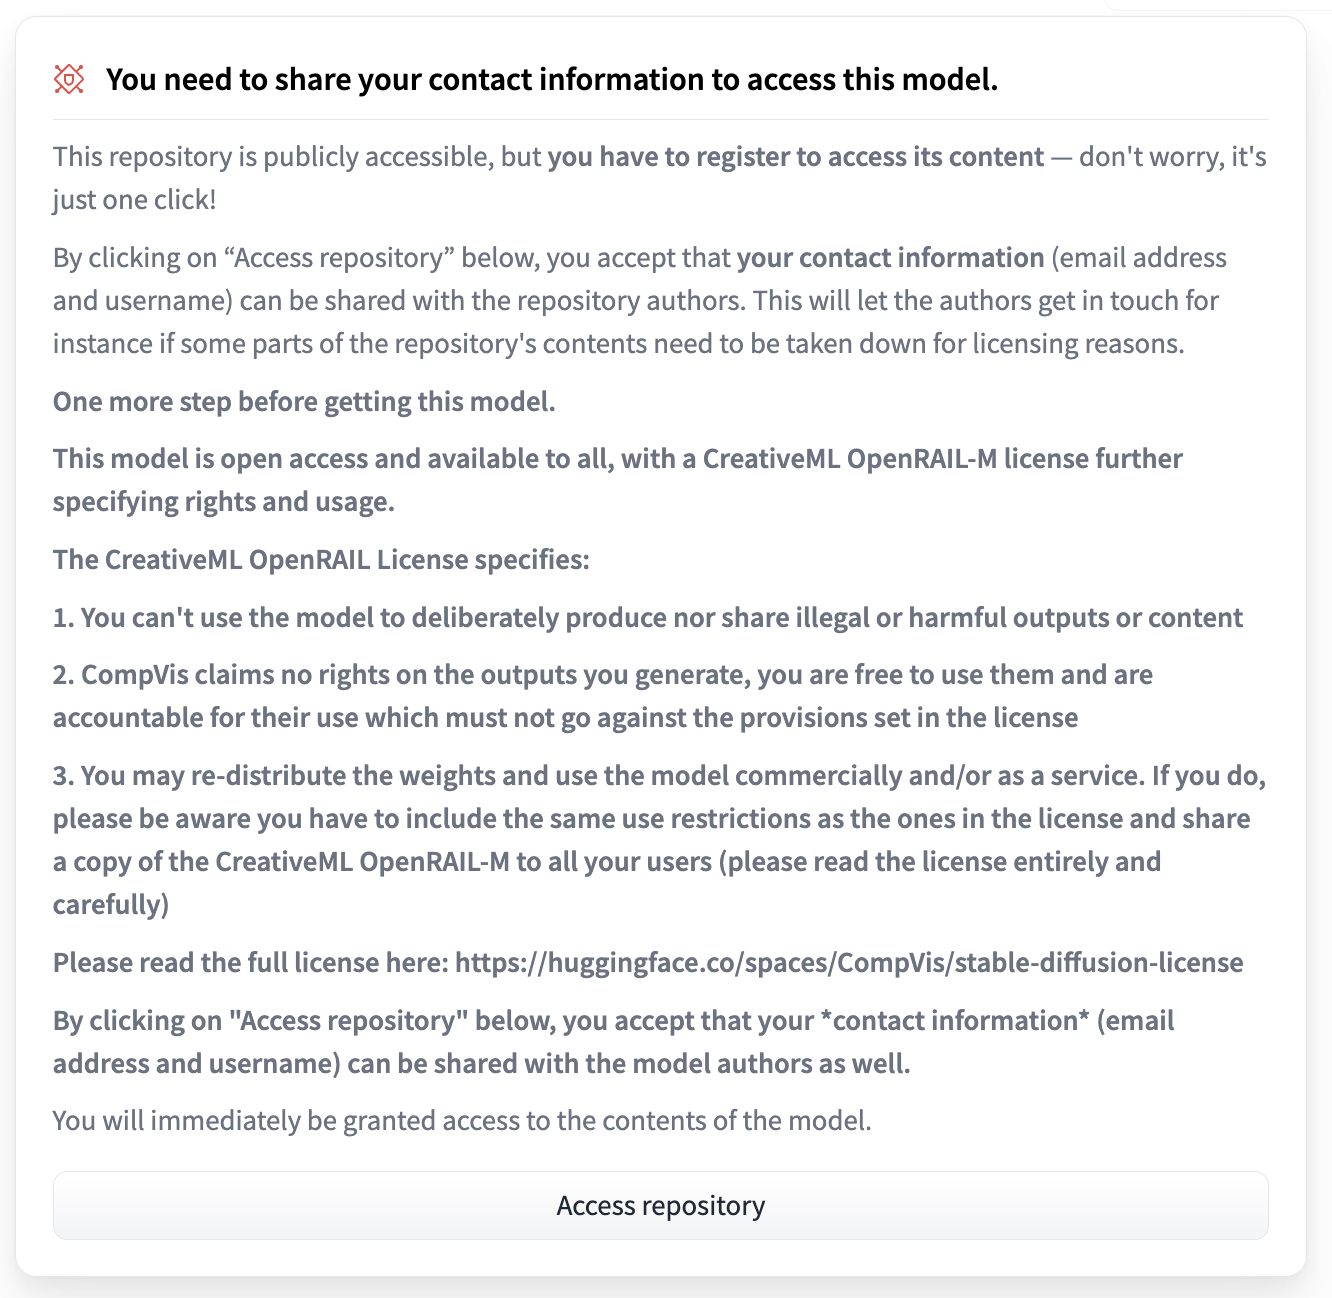 You need to share your contact information to access this model.
This repository is publicly accessible, but you have to register to access its content — don't worry, it's
just one click!
By clicking on “Access repository” below, you accept that your contact information (email address
and username) can be shared with the repository authors. This will let the authors get in touch for
instance if some parts of the repository's contents need to be taken down for licensing reasons.
One more step before getting this model.
This model is open access and available to all, with a CreativeML OpenRAIL-M license further
specifying rights and usage.
The CreativeML OpenRAIL License specifies:
1. You can't use the model to deliberately produce nor share illegal or harmful outputs or content
2. CompVis claims no rights on the outputs you generate, you are free to use them and are
accountable for their use which must not go against the provisions set in the license
3. You may re-distribute the weights and use the model commercially and/or as a service. If you do,
please be aware you have to include the same use restrictions as the ones in the license and share
a copy of the CreativeML OpenRAIL-M to all your users (please read the license entirely and
carefully)
Please read the full license here: https://huggingface.co/spaces/CompVis/stable-diffusion-license
By clicking on "Access repository" below, you accept that your *contact information* (email
address and username) can be shared with the model authors as well.
You will immediately be granted access to the contents of the model.
Access repository